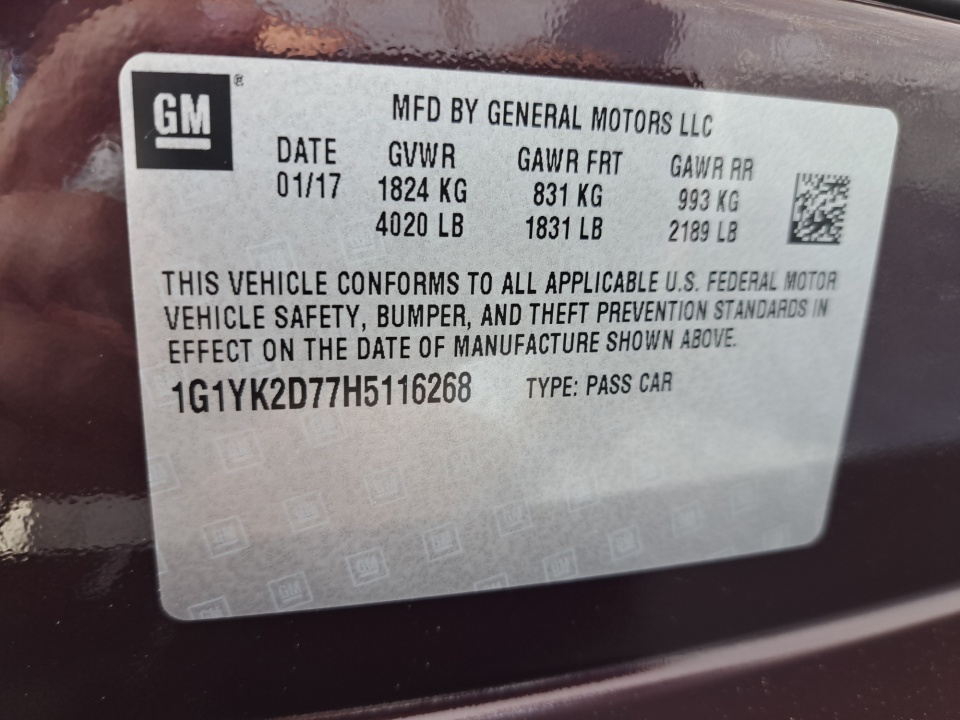 GM ®
MFD BY GENERAL MOTORS LLC
DATE GVWR GAWR FRT GAWR RR
01/17 1824 KG 831 KG 993 KG
4020 LB 1831 LB 2189 LB
THIS VEHICLE CONFORMS TO ALL APPLICABLE U.S. FEDERAL MOTOR
VEHICLE SAFETY, BUMPER, AND THEFT PREVENTION STANDARDS IN
EFFECT ON THE DATE OF MANUFACTURE SHOWN ABOVE.
1G1YK2D77H5116268 TYPE: PASS CAR